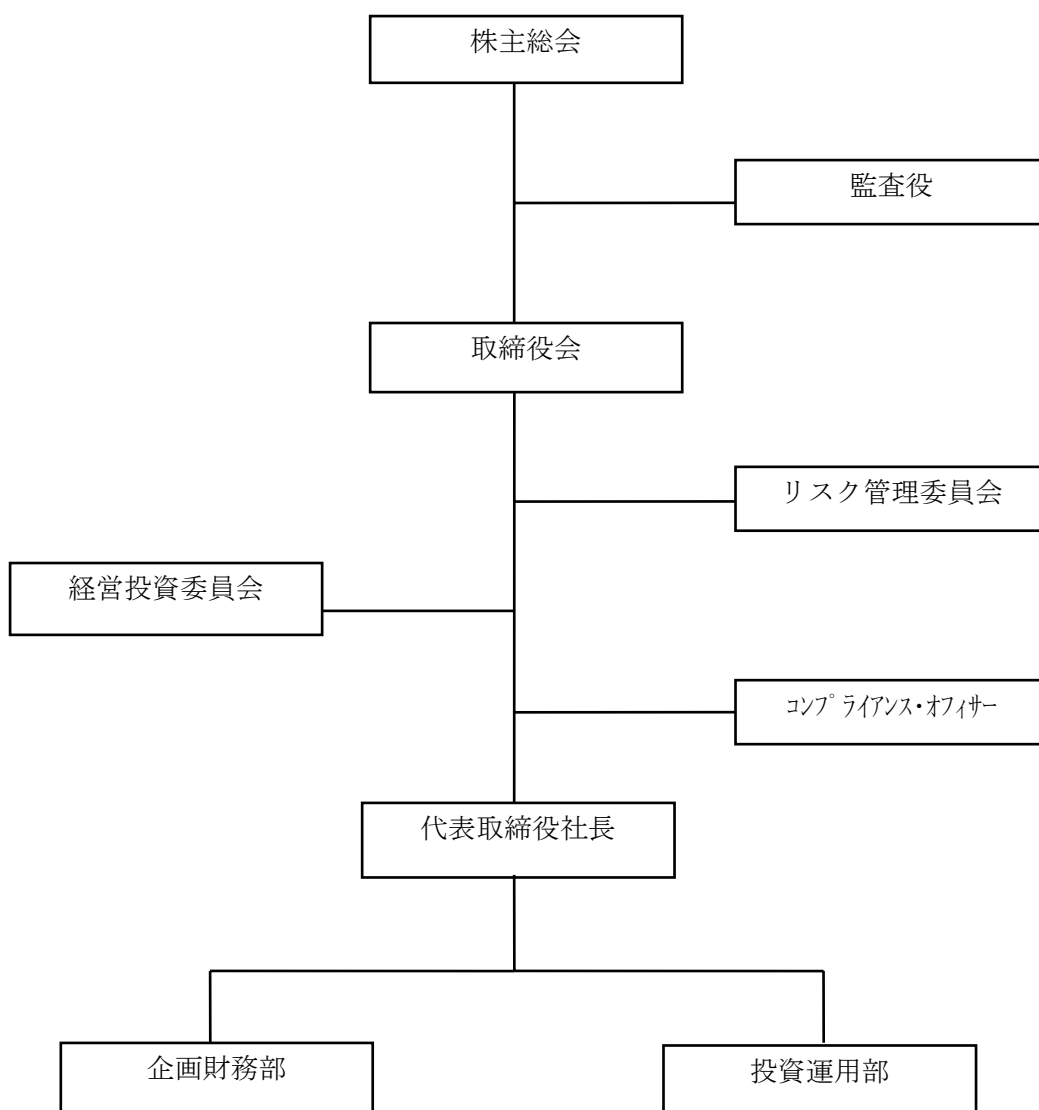 株主総会
監査役
取締役会
リスク管理委員会
経営投資委員会
ｺﾝﾌﾟﾗｲｱﾝｽ・ｵﾌｨｻｰ
代表取締役社長
企画財務部
投資運用部